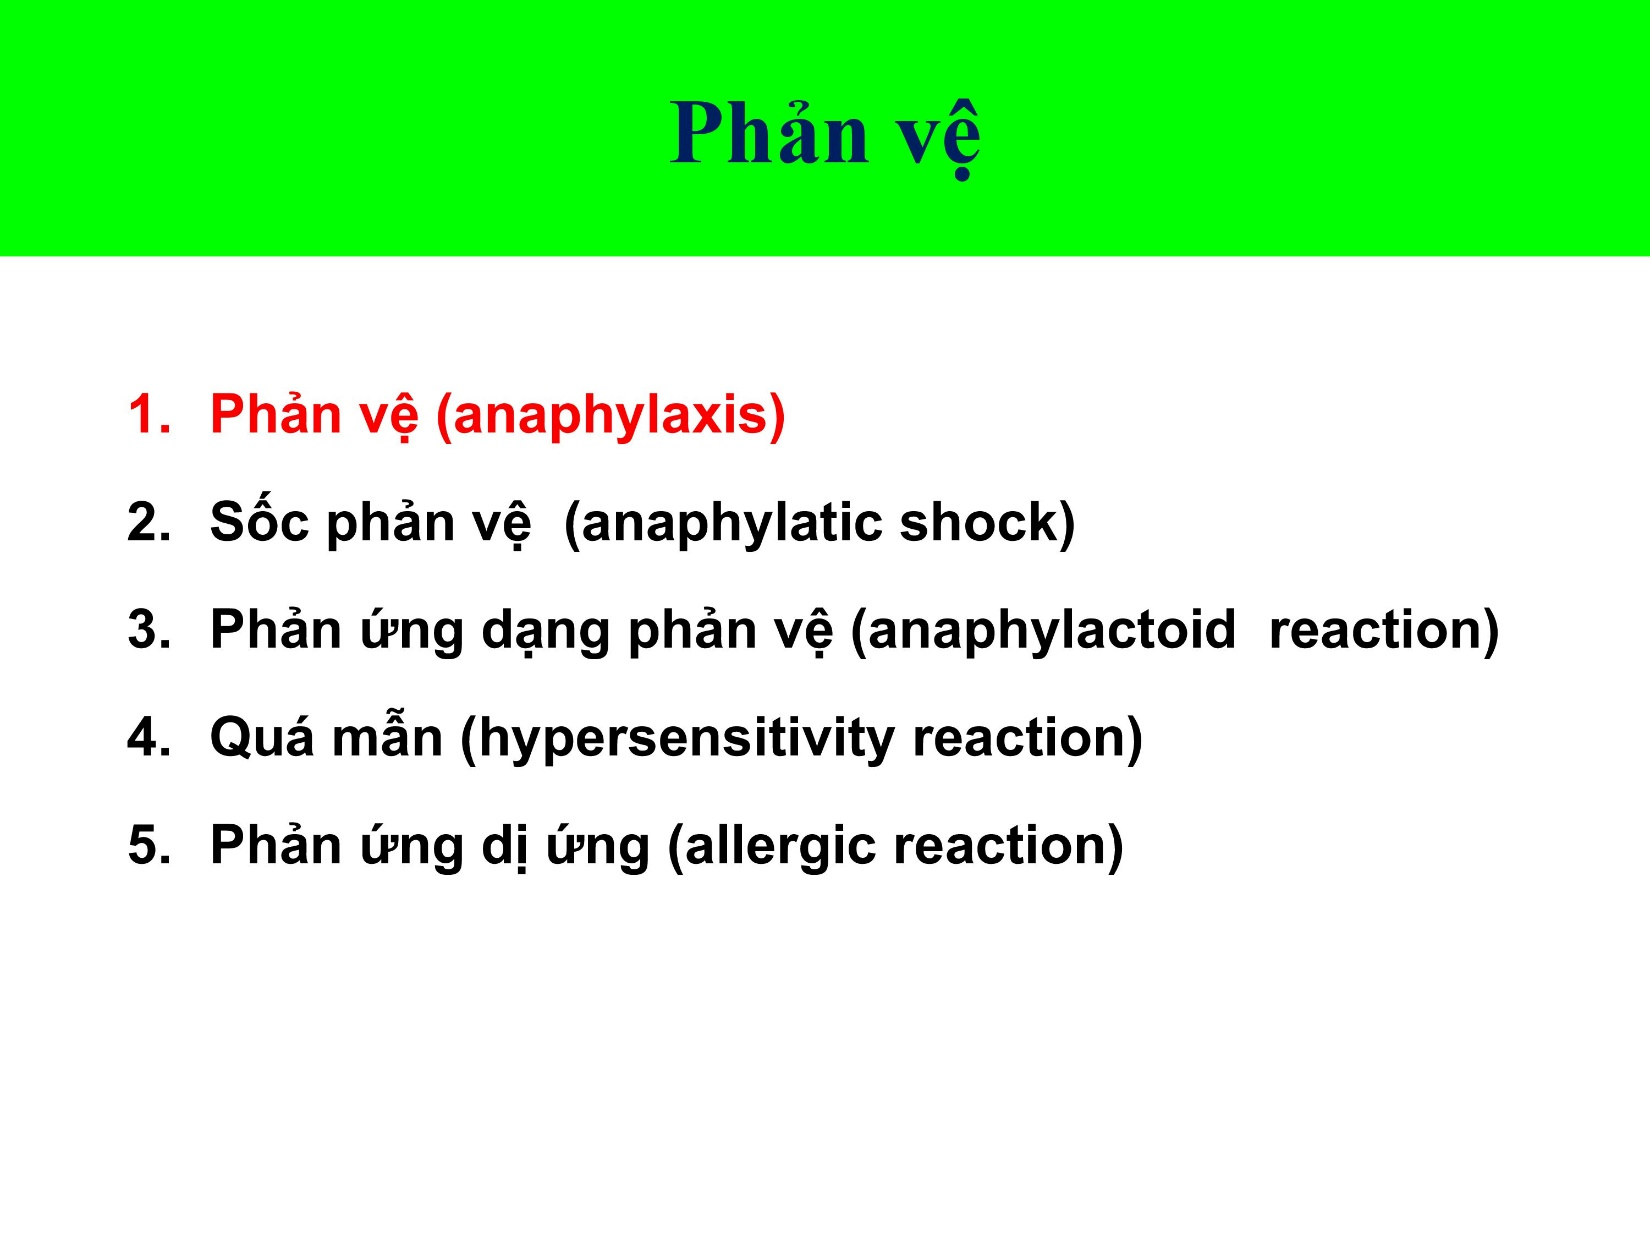 Phản vệ
1. Phản vệ (anaphylaxis)
2. Sốc phản vệ (anaphylatic shock)
3. Phản ứng dạng phản vệ (anaphylactoid reaction)
4. Quá mẫn (hypersensitivity reaction)
5. Phản ứng dị ứng (allergic reaction)